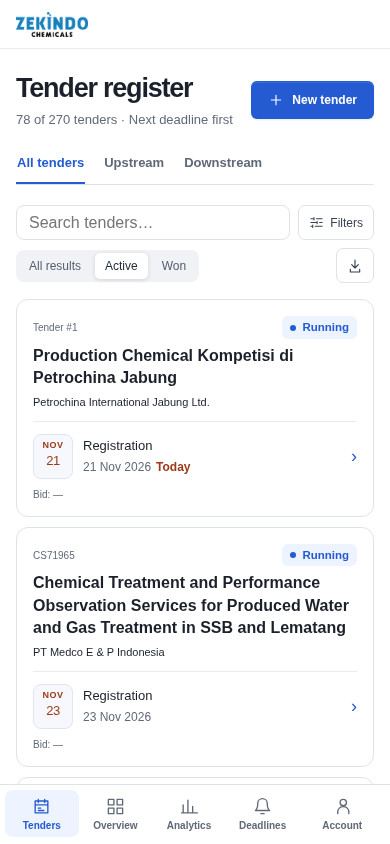 ZEKINDO
CHEMICALS
Tender register
78 of 270 tenders · Next deadline first
New tender
All tenders
Upstream
Downstream
Search tenders…
Filters
All results
Active
Won
Tender #1
Running
Production Chemical Kompetisi di
Petrochina Jabung
Petrochina International Jabung Ltd.
NOV
21
Registration
21 Nov 2026 Today
Bid: —
CS71965
Running
Chemical Treatment and Performance
Observation Services for Produced Water
and Gas Treatment in SSB and Lematang
PT Medco E & P Indonesia
NOV
23
Registration
23 Nov 2026
Bid: —
Tenders
Overview
Analytics
Deadlines
Account